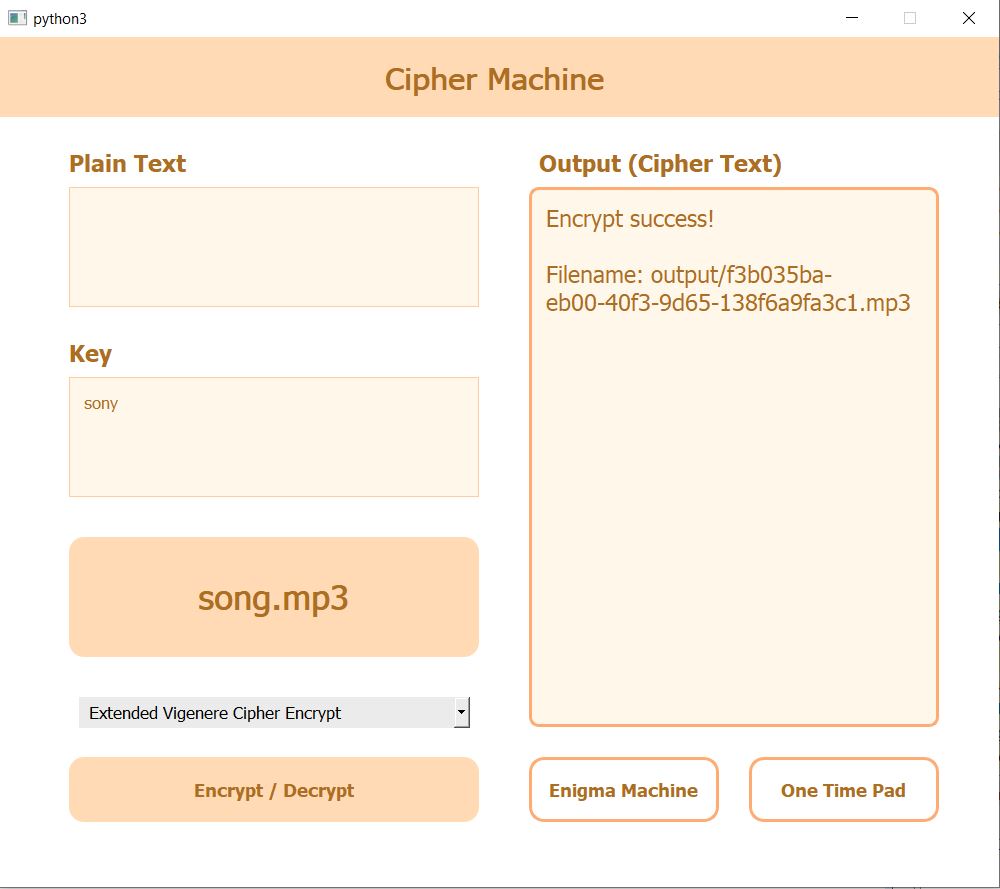 python3
Cipher Machine
Plain Text
Key
sony
song.mp3
Extended Vigenere Cipher Encrypt
Encrypt / Decrypt
Output (Cipher Text)
Encrypt success!
Filename: output/f3b035ba-
eb00-40f3-9d65-138f6a9fa3c1.mp3
Enigma Machine
One Time Pad